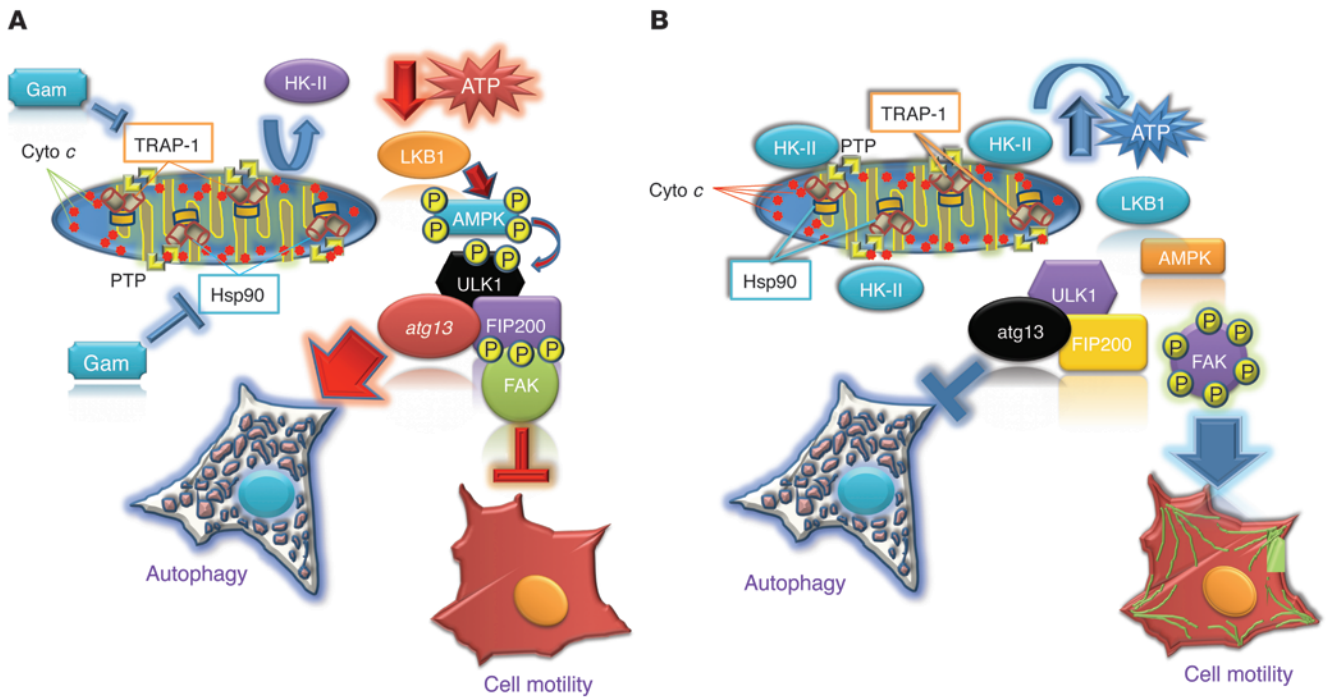 A
Gam
HK-II
ATP
TRAP-1
Cyto c
LKB1
P
P
AMPK
P
P
P
P
PTP
Hsp90
ULK1
atg13
FIP200
P
P
P
Gam
FAK
Autophagy
Cell motility
B
TRAP-1
HK-II
PTP
HK-II
ATP
Cyto c
LKB1
Hsp90
HK-II
AMPK
ULK1
atg13
FIP200
P
P
P
FAK
P
P
P
Autophagy
Cell motility